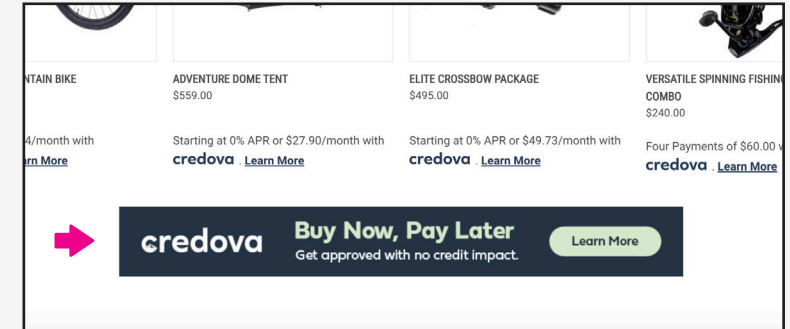 NTAIN BIKE
4/month with
rn More
ADVENTURE DOME TENT
$559.00
Starting at 0% APR or $27.90/month with
credova . Learn More
ELITE CROSSBOW PACKAGE
$495.00
Starting at 0% APR or $49.73/month with
credova . Learn More
VERSATILE SPINNING FISHIN
COMBO
$240.00
Four Payments of $60.00 w
credova . Learn More
credova
Buy Now, Pay Later
Get approved with no credit impact.
Learn More